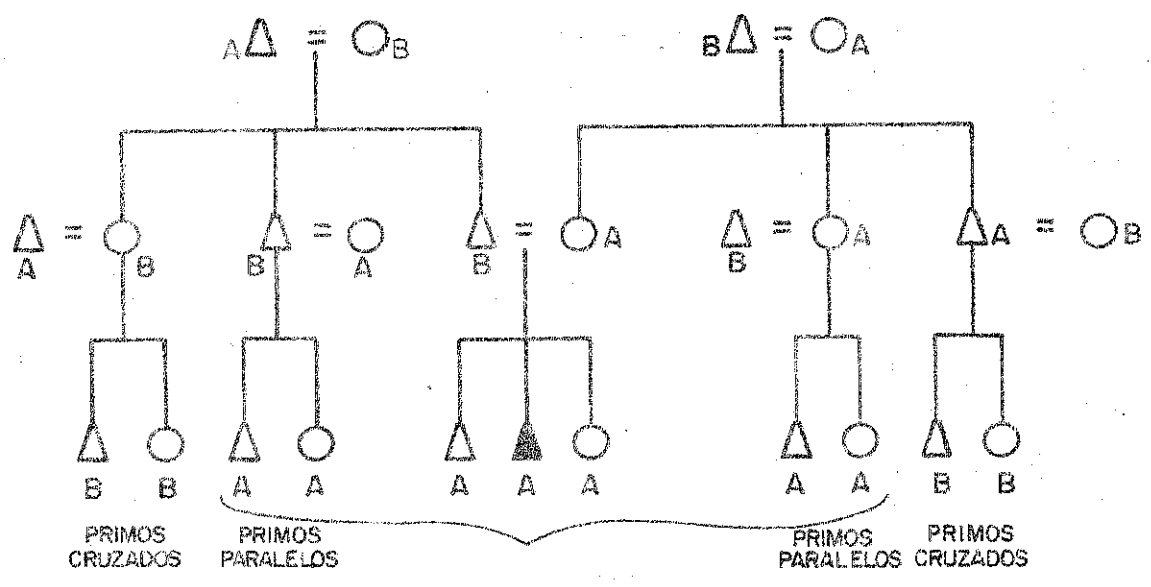 A = B
B = A
A = B
B = A
B = A
B = A
A = B
B B
A A
A A A
A A
B B
PRIMOS
CRUZADOS
PRIMOS
PARALELOS
PRIMOS
PARALELOS
PRIMOS
CRUZADOS